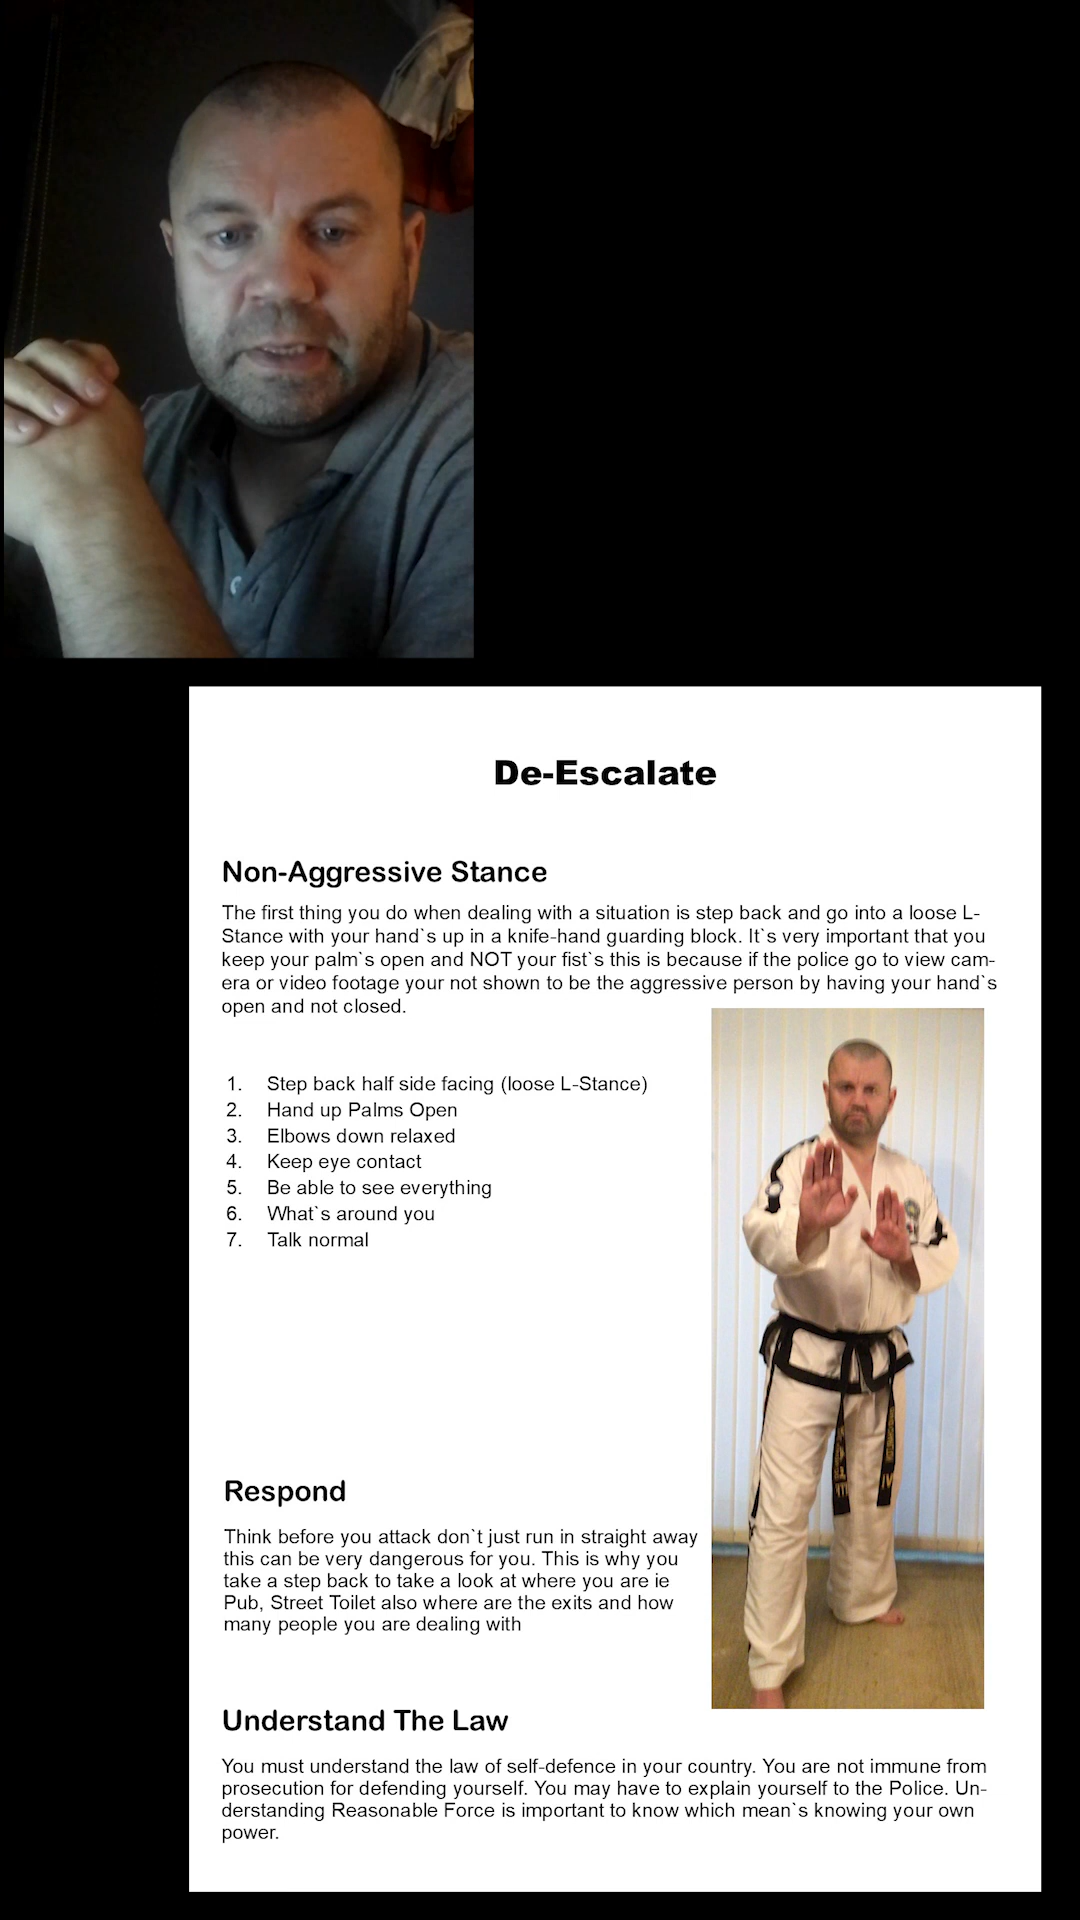 De-Escalate
Non-Aggressive Stance
The first thing you do when dealing with a situation is step back and go into a loose L-
Stance with your hand`s up in a knife-hand guarding block. It`s very important that you
keep your palm`s open and NOT your fist`s this is because if the police go to view cam-
era or video footage your not shown to be the aggressive person by having your hand`s
open and not closed.
1. Step back half side facing (loose L-Stance)
2. Hand up Palms Open
3. Elbows down relaxed
4. Keep eye contact
5. Be able to see everything
6. What`s around you
7. Talk normal
Respond
Think before you attack don`t just run in straight away
this can be very dangerous for you. This is why you
take a step back to take a look at where you are ie
Pub, Street Toilet also where are the exits and how
many people you are dealing with
Understand The Law
You must understand the law of self-defence in your country. You are not immune from
prosecution for defending yourself. You may have to explain yourself to the Police. Un-
derstanding Reasonable Force is important to know which mean`s knowing your own
power.